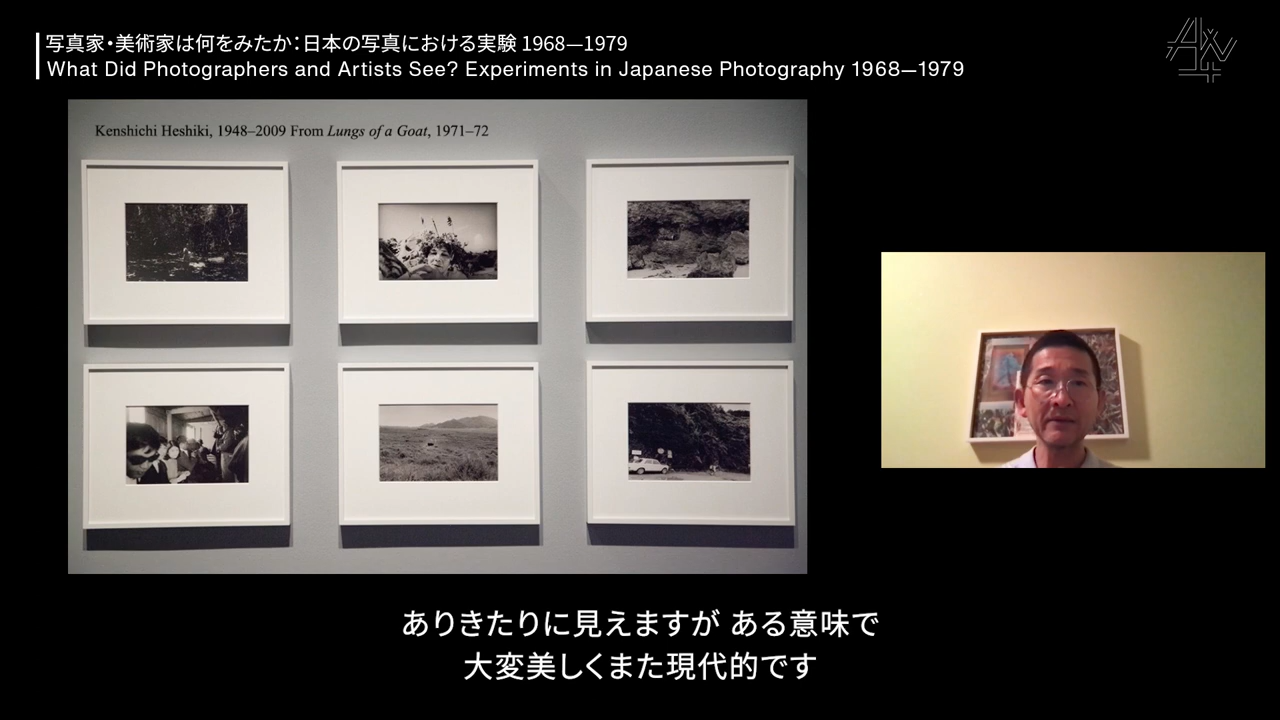 写真家・美術家は何をみたか：日本の写真における実験 1968—1979
What Did Photographers and Artists See? Experiments in Japanese Photography 1968—1979
Kenshichi Heshiki, 1948–2009 From Lungs of a Goat, 1971–72
ありきたりに見えますが ある意味で
大変美しくまた現代的です